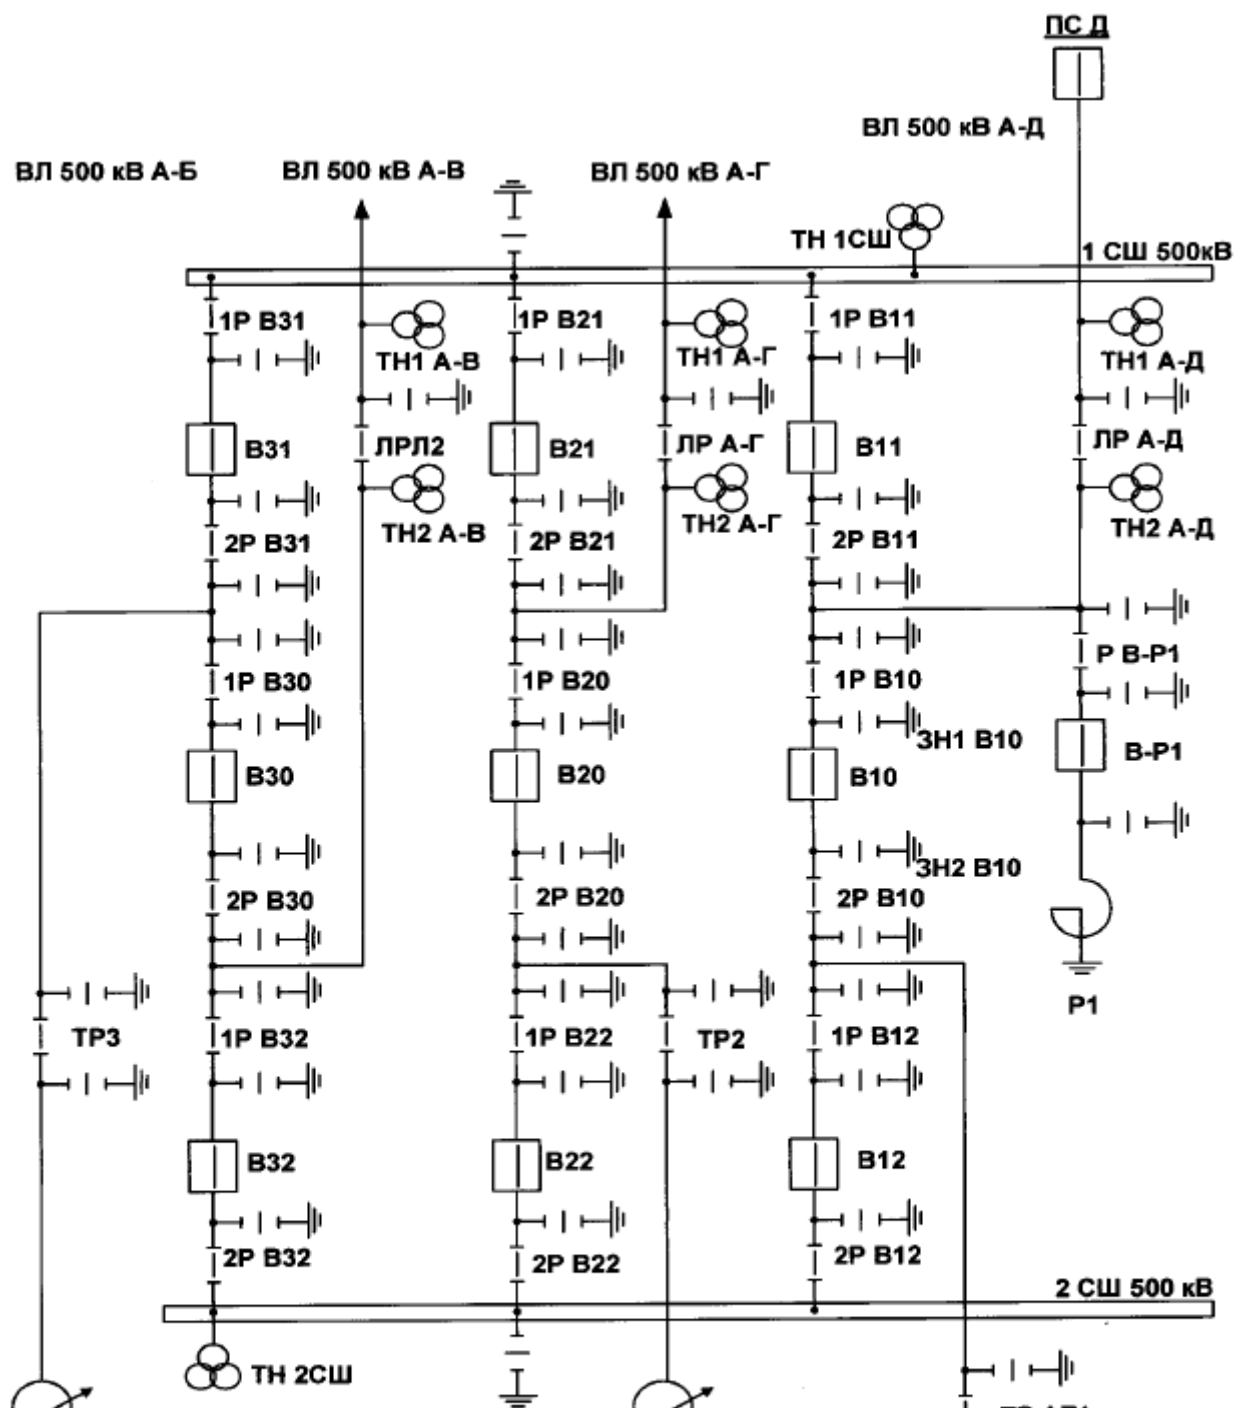 ПС Д
ВЛ 500 кВ А-Д
ВЛ 500 кВ А-Б
ВЛ 500 кВ А-В
ВЛ 500 кВ А-Г
ТН 1СШ
1 СШ 500кВ
1Р В31
1Р В21
1Р В11
ТН1 А-В
ТН1 А-Г
ТН1 А-Д
В31
ЛРЛ2
В21
ЛР А-Г
В11
ЛР А-Д
ТН2 А-В
ТН2 А-Г
ТН2 А-Д
2Р В31
2Р В21
2Р В11
1Р В30
1Р В20
1Р В10
Р В-Р1
ЗН1 В10
В30
В20
В10
В-Р1
ЗН2 В10
2Р В30
2Р В20
2Р В10
Р1
ТР3
1Р В32
1Р В22
ТР2
1Р В12
В32
В22
В12
2Р В32
2Р В22
2Р В12
2 СШ 500 кВ
ТН 2СШ